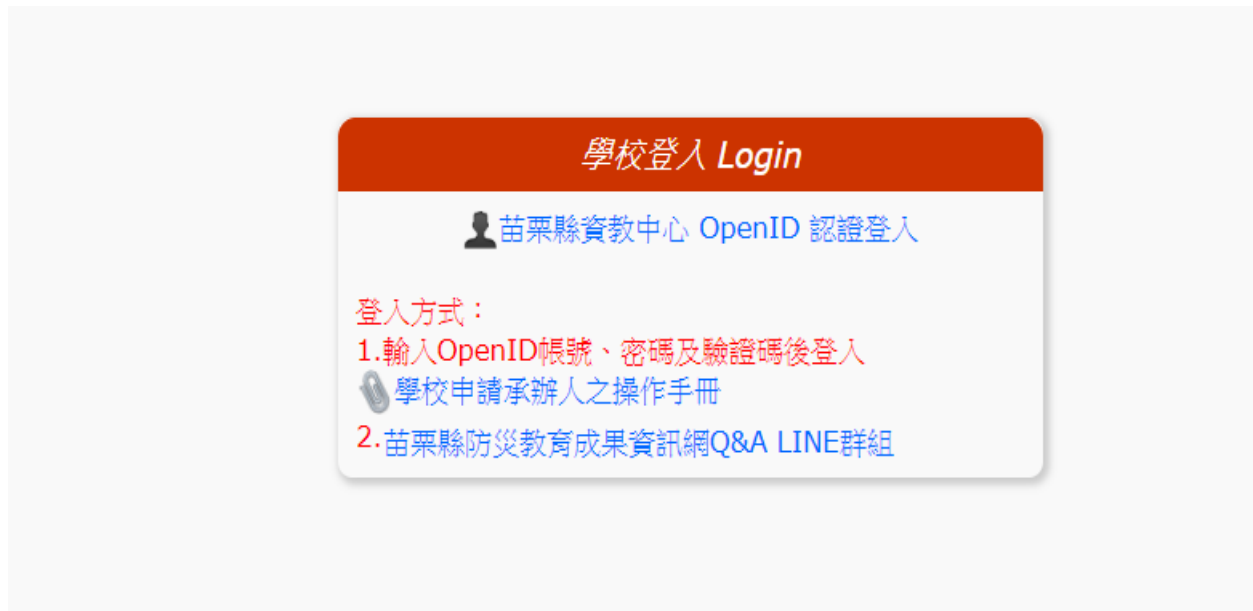 學校登入 Login
苗栗縣資教中心 OpenID 認證登入
登入方式：
1.輸入OpenID帳號、密碼及驗證碼後登入
學校申請承辦人之操作手冊
2.苗栗縣防災教育成果資訊網Q&A LINE群組